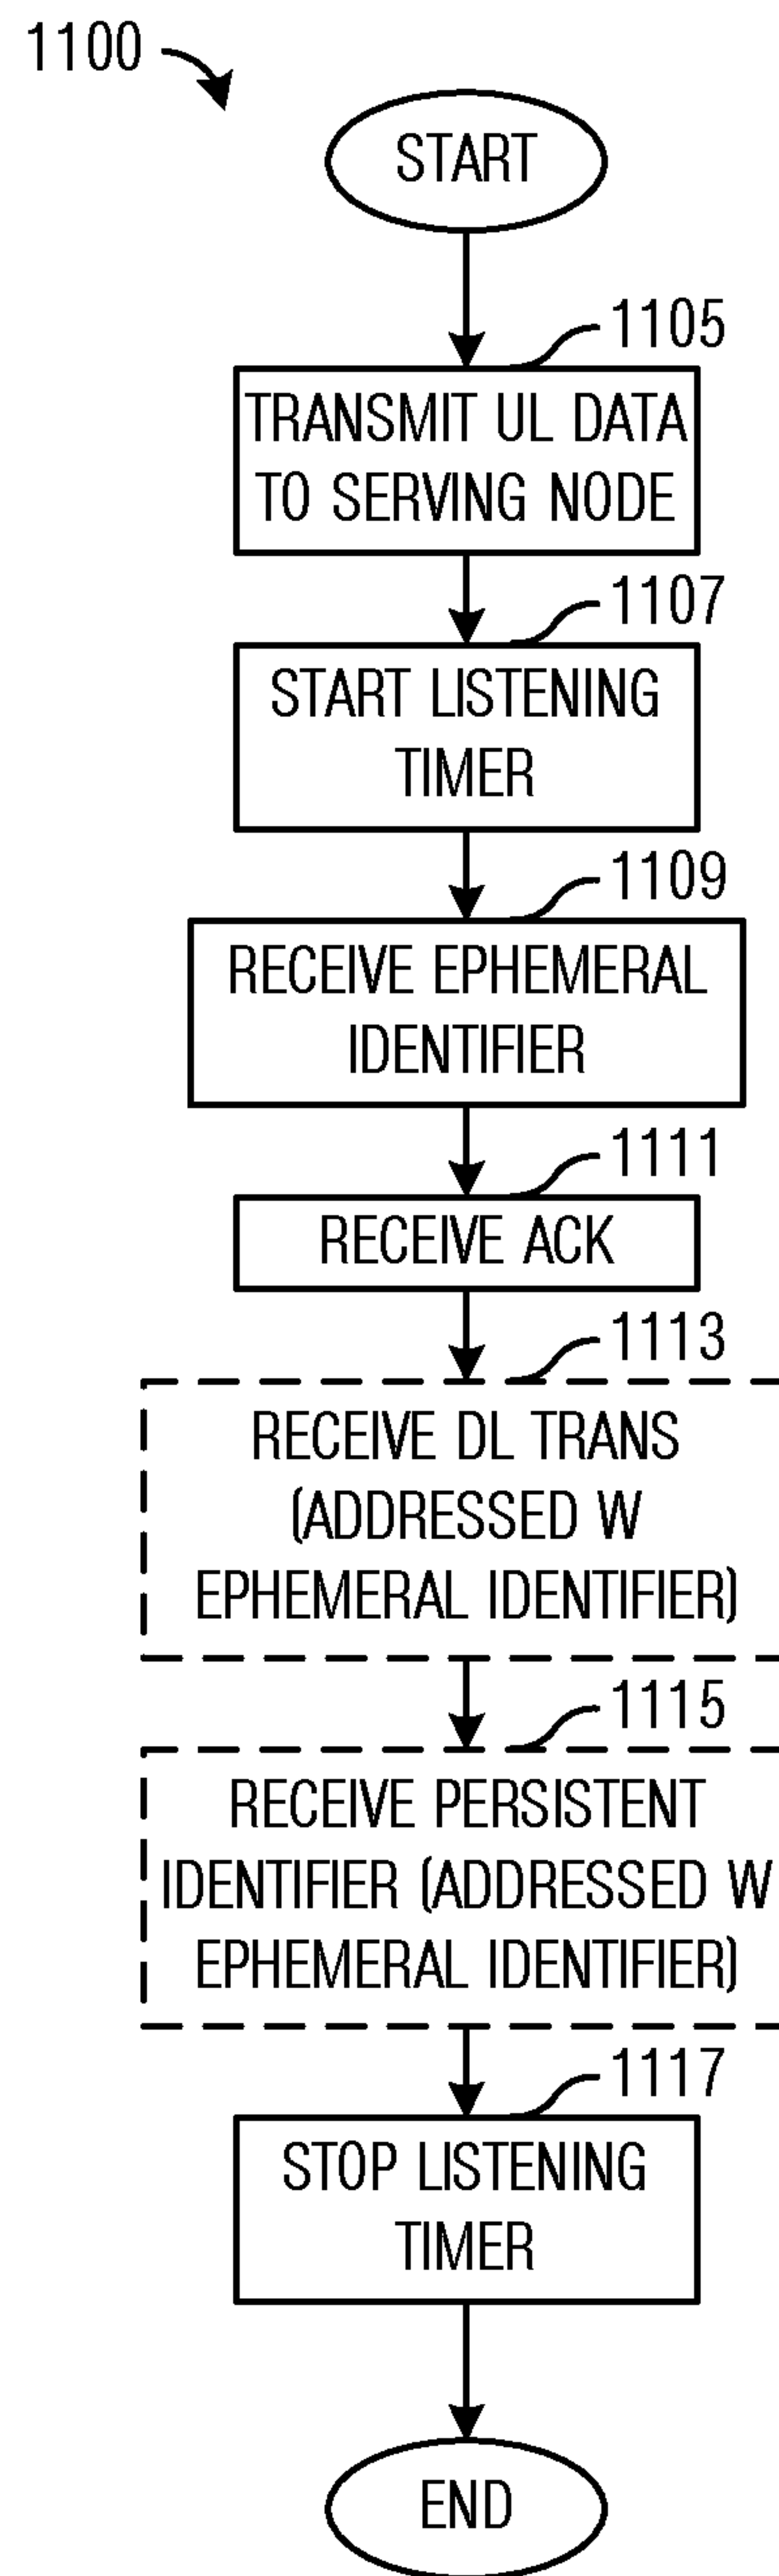 1100
START
1105
TRANSMIT UL DATA
TO SERVING NODE
1107
START LISTENING
TIMER
1109
RECEIVE EPHEMERAL
IDENTIFIER
1111
RECEIVE ACK
1113
RECEIVE DL TRANS
(ADDRESSED W
EPHEMERAL IDENTIFIER)
1115
RECEIVE PERSISTENT
IDENTIFIER (ADDRESSED W
EPHEMERAL IDENTIFIER)
1117
STOP LISTENING
TIMER
END